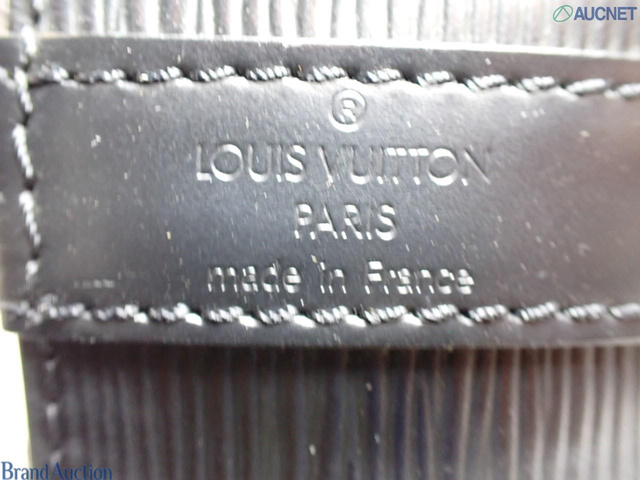 AUCNET
®
LOUIS VUITTON
PARIS
made in France
Brand Auction